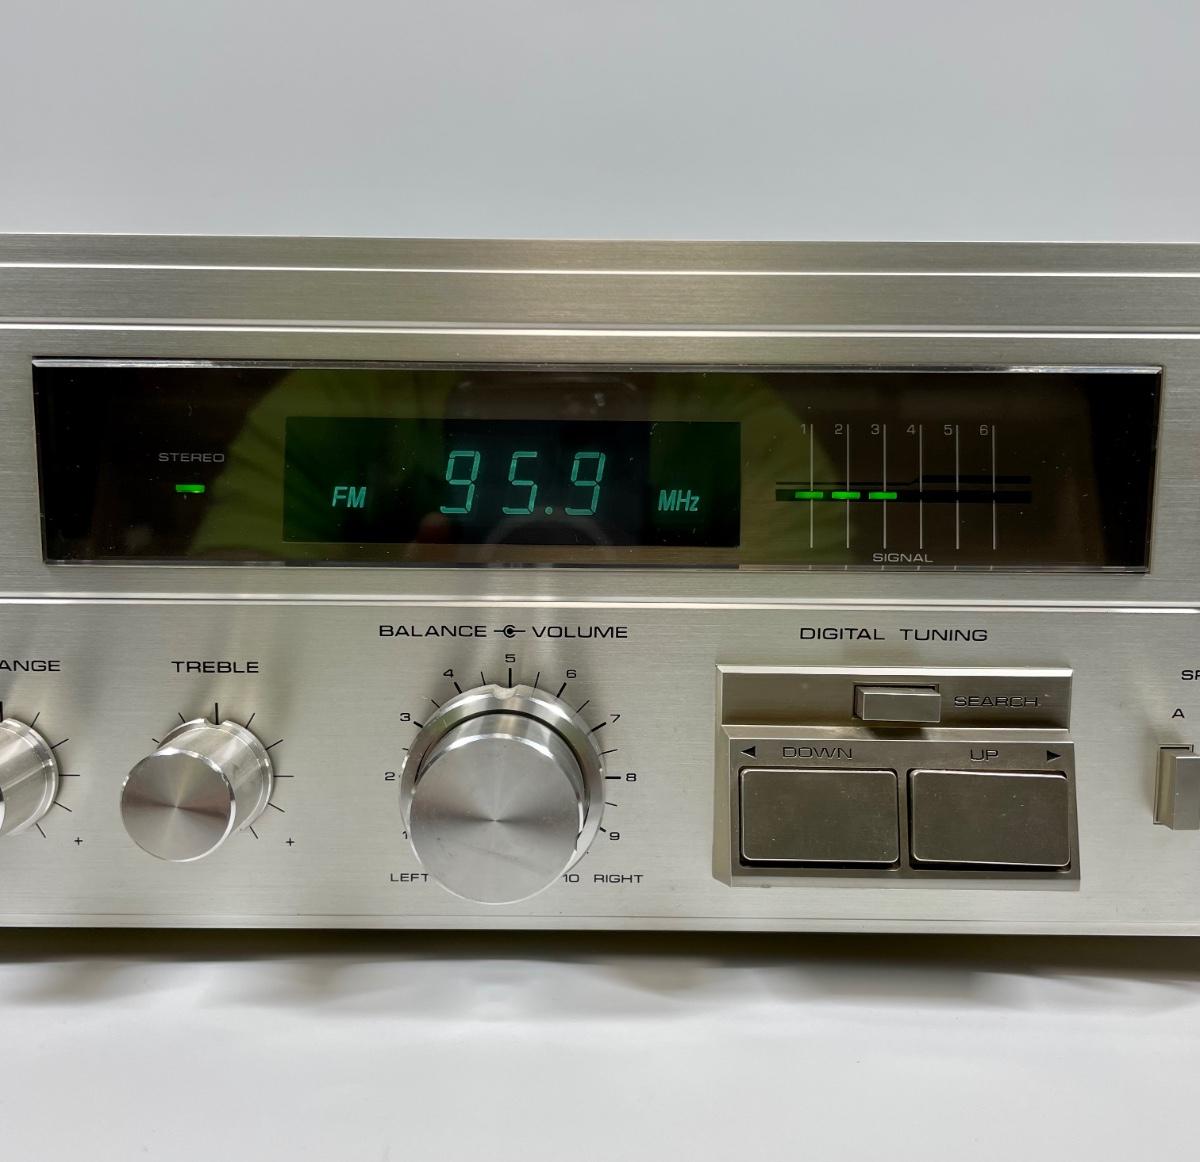 1 2 3 4 5 6
STEREO
FM 95.9 MHz
SIGNAL
BALANCE VOLUME
DIGITAL TUNING
ANGE
TREBLE
4 5 6
SEARCH
A
3 7
DOWN UP
2 8
1 9
+ +
LEFT 10 RIGHT